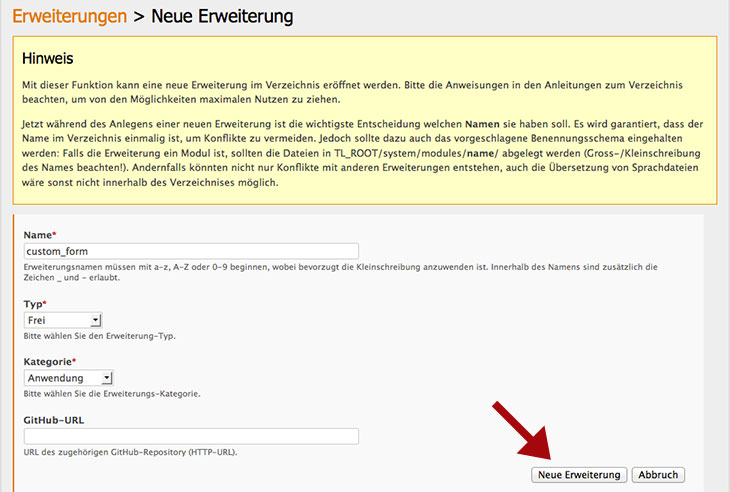 Erweiterungen > Neue Erweiterung
Hinweis
Mit dieser Funktion kann eine neue Erweiterung im Verzeichnis eröffnet werden. Bitte die Anweisungen in den Anleitungen zum Verzeichnis
beachten, um von den Möglichkeiten maximalen Nutzen zu ziehen.
Jetzt während des Anlegens einer neuen Erweiterung ist die wichtigste Entscheidung welchen Namen sie haben soll. Es wird garantiert, dass der
Name im Verzeichnis einmalig ist, um Konflikte zu vermeiden. Jedoch sollte dazu auch das vorgeschlagene Benennungsschema eingehalten
werden: Falls die Erweiterung ein Modul ist, sollten die Dateien in TL_ROOT/system/modules/name/ abgelegt werden (Gross-/Kleinschreibung
des Names beachten!). Andernfalls könnten nicht nur Konflikte mit anderen Erweiterungen entstehen, auch die Übersetzung von Sprachdateien
wäre sonst nicht innerhalb des Verzeichnises möglich.
Name*
custom_form
Erweiterungsnamen müssen mit a-z, A-Z oder 0-9 beginnen, wobei bevorzugt die Kleinschreibung anzuwenden ist. Innerhalb des Namens sind zusätzlich die
Zeichen _ und - erlaubt.
Typ*
Frei
Bitte wählen Sie den Erweiterung-Typ.
Kategorie*
Anwendung
Bitte wählen Sie die Erweiterungs-Kategorie.
GitHub-URL
URL des zugehörigen GitHub-Repository (HTTP-URL).
Neue Erweiterung Abbruch